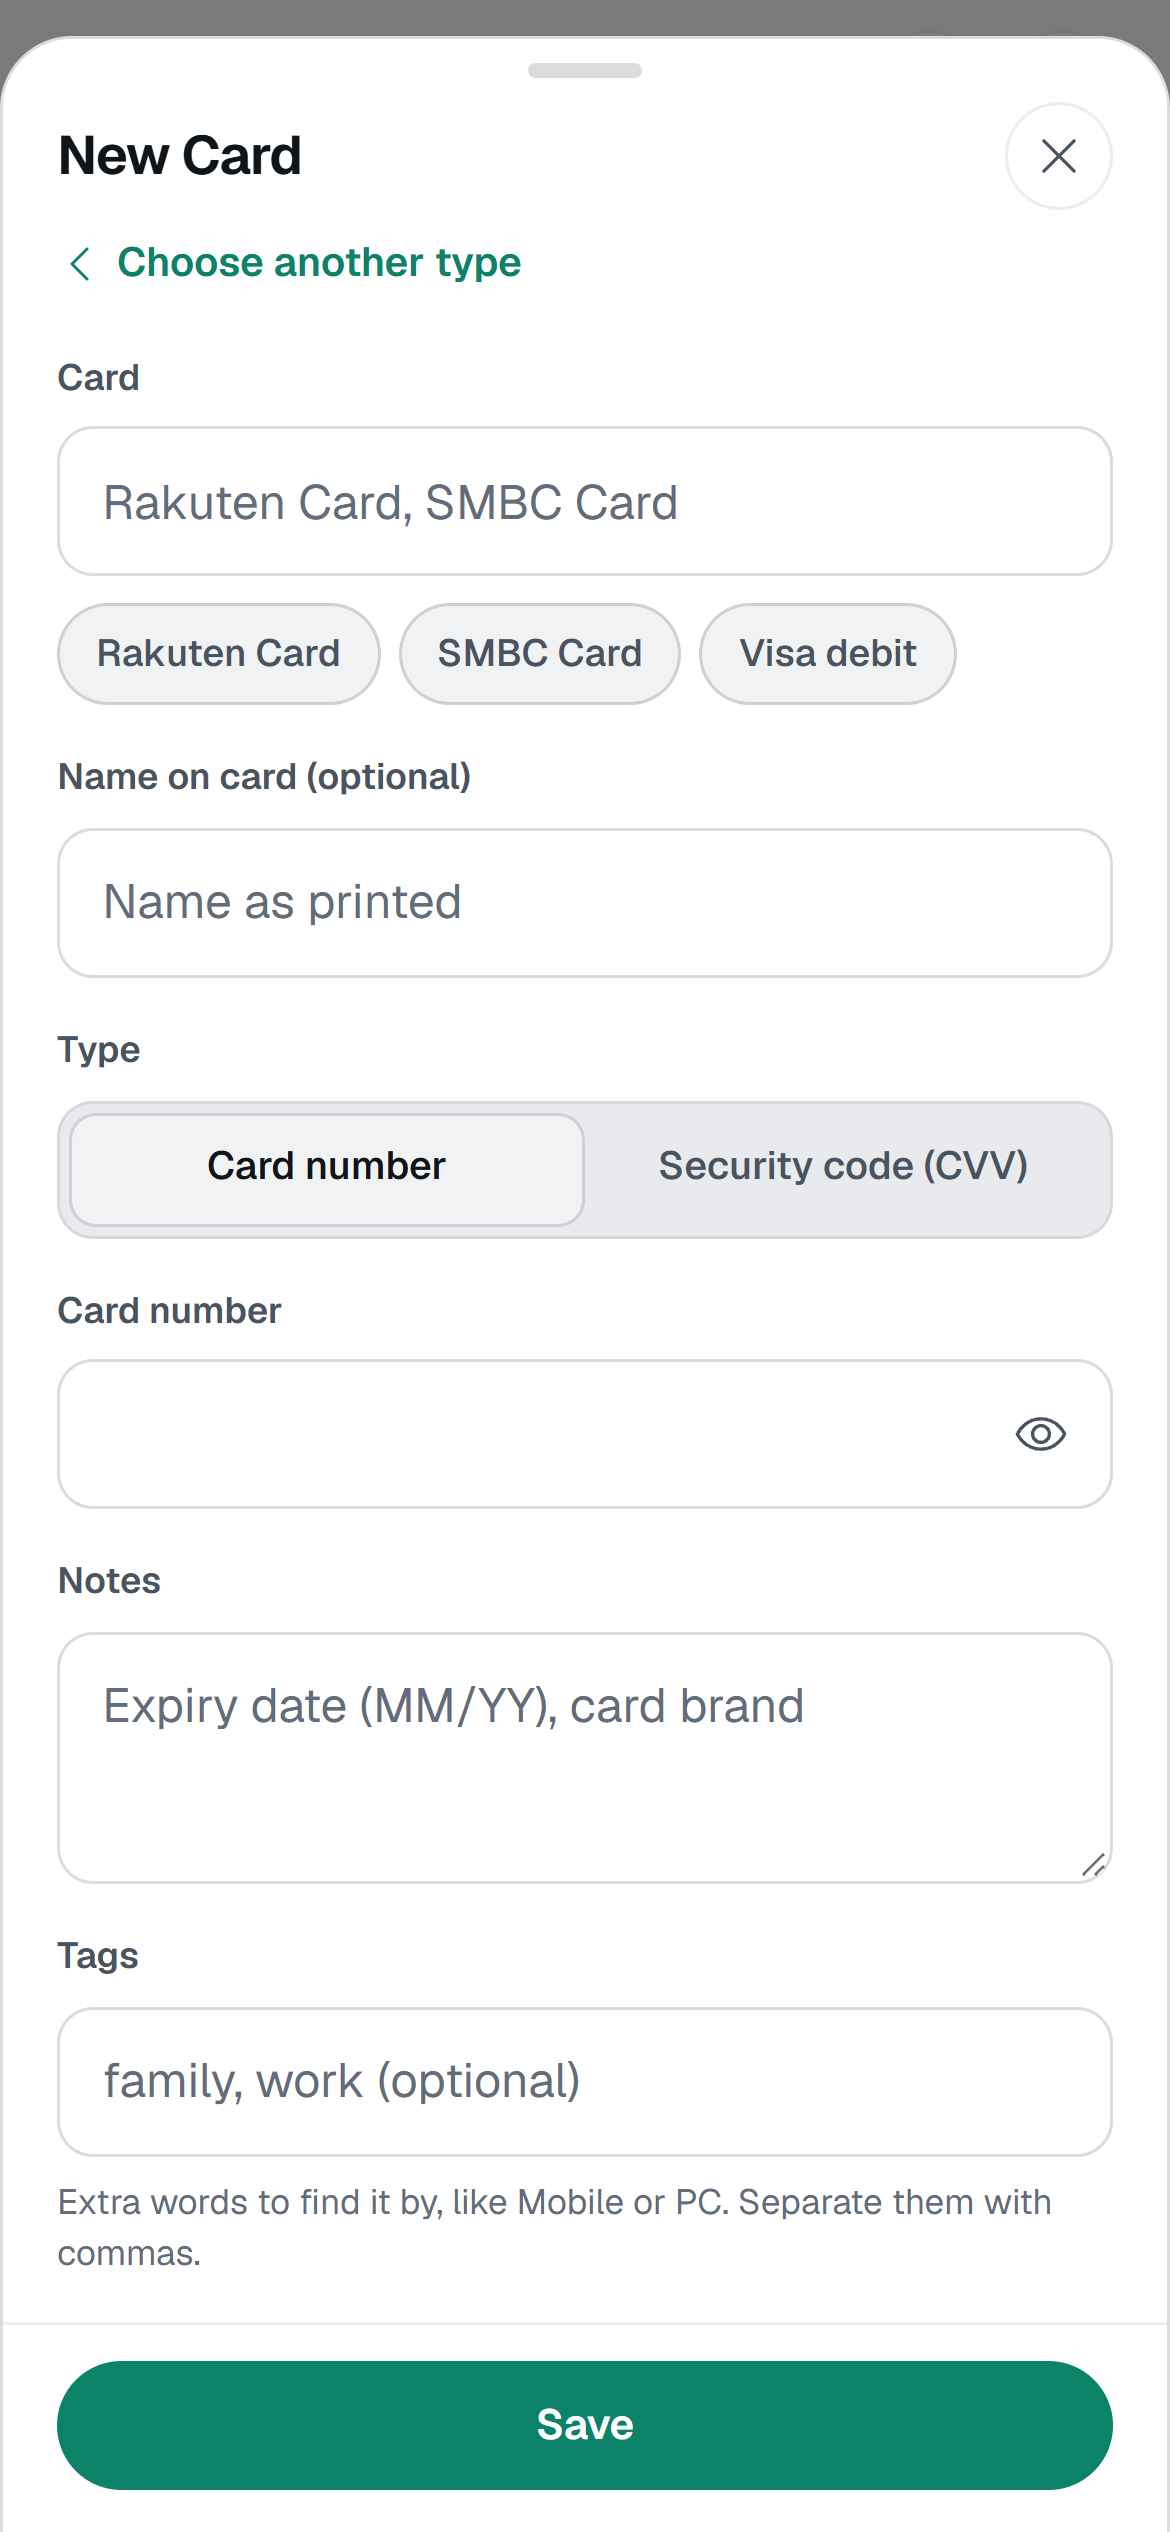 New Card
Choose another type
Card
Rakuten Card, SMBC Card
Rakuten Card SMBC Card Visa debit
Name on card (optional)
Name as printed
Type
Card number Security code (CVV)
Card number
Notes
Expiry date (MM/YY), card brand
Tags
family, work (optional)
Extra words to find it by, like Mobile or PC. Separate them with
commas.
Save